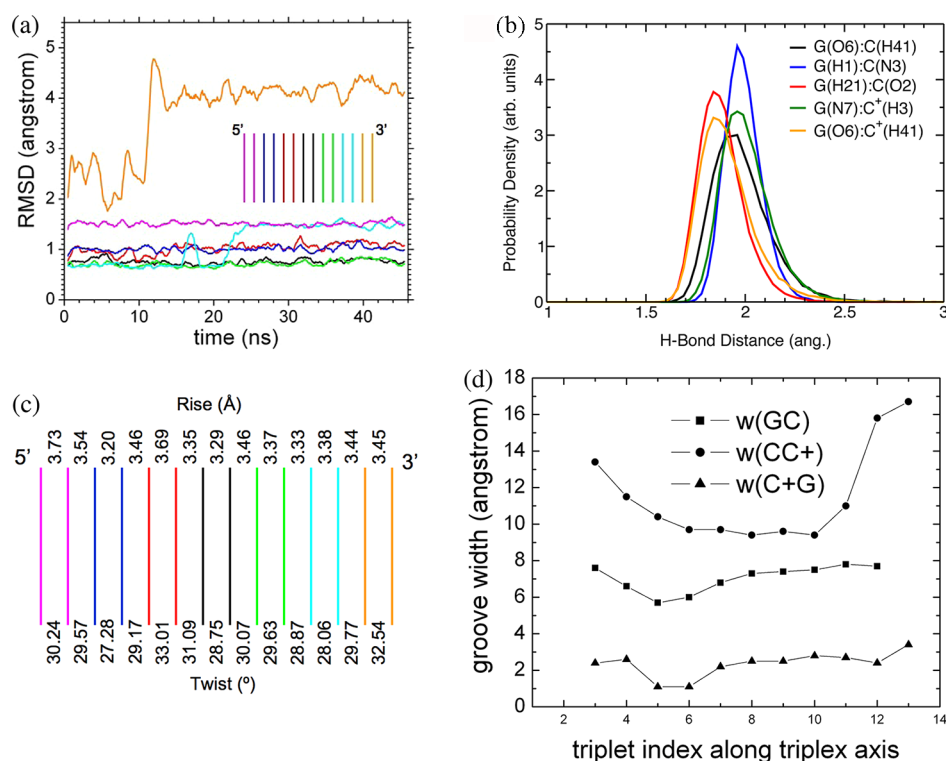 (a)
RMSD (angstrom)
5
4
3
2
1
0
5' 3'
0 10 20 30 40
time (ns)
(b)
Probability Density (arb. units)
5
4
3
2
1
0
G(O6):C(H41)
G(H1):C(N3)
G(H21):C(O2)
G(N7):C+(H3)
G(O6):C+(H41)
1 1.5 2 2.5 3
H-Bond Distance (ang.)
(c)
Rise (Å)
3.73 3.54 3.20 3.46 3.69 3.35 3.29 3.46 3.37 3.33 3.38 3.44 3.45
5' 3'
30.24 29.57 27.28 29.17 33.01 31.09 28.75 30.07 29.63 28.87 28.06 29.77 32.54
Twist (º)
(d)
groove width (angstrom)
18
16
14
12
10
8
6
4
2
0
w(GC)
w(CC+)
w(C+G)
2 4 6 8 10 12 14
triplet index along triplex axis